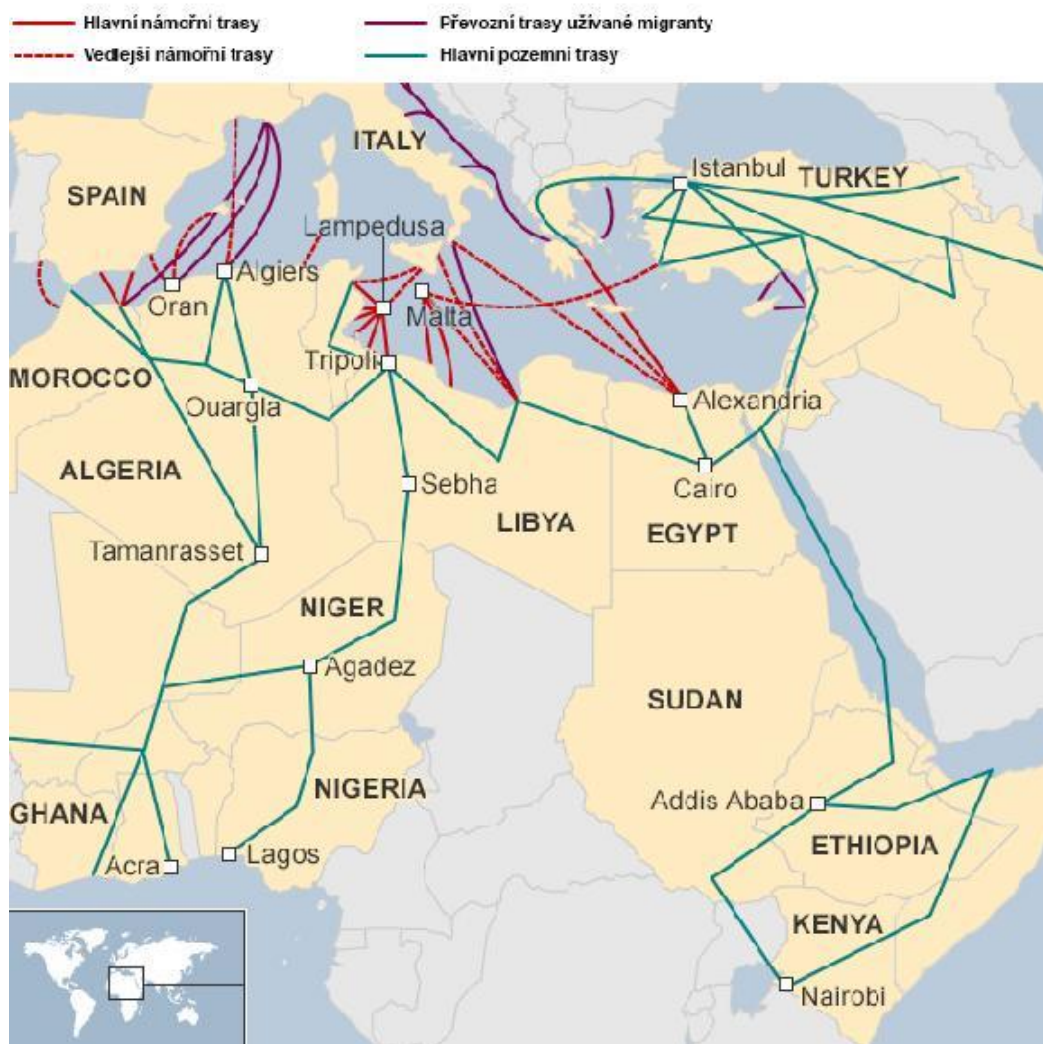 Hlavní námořní trasy
Převozní trasy užívané migranty
Vedlejší námořní trasy
Hlavní pozemní trasy
ITALY
Istanbul
TURKEY
SPAIN
Lampedusa
Algiers
Oran
Malta
Tripoli
MOROCCO
Ouargla
Alexandria
ALGERIA
Sebha
Cairo
LIBYA
EGYPT
Tamanrasset
NIGER
Agadez
SUDAN
NIGERIA
GHANA
Addis Ababa
ETHIOPIA
Acra
Lagos
KENYA
Nairobi